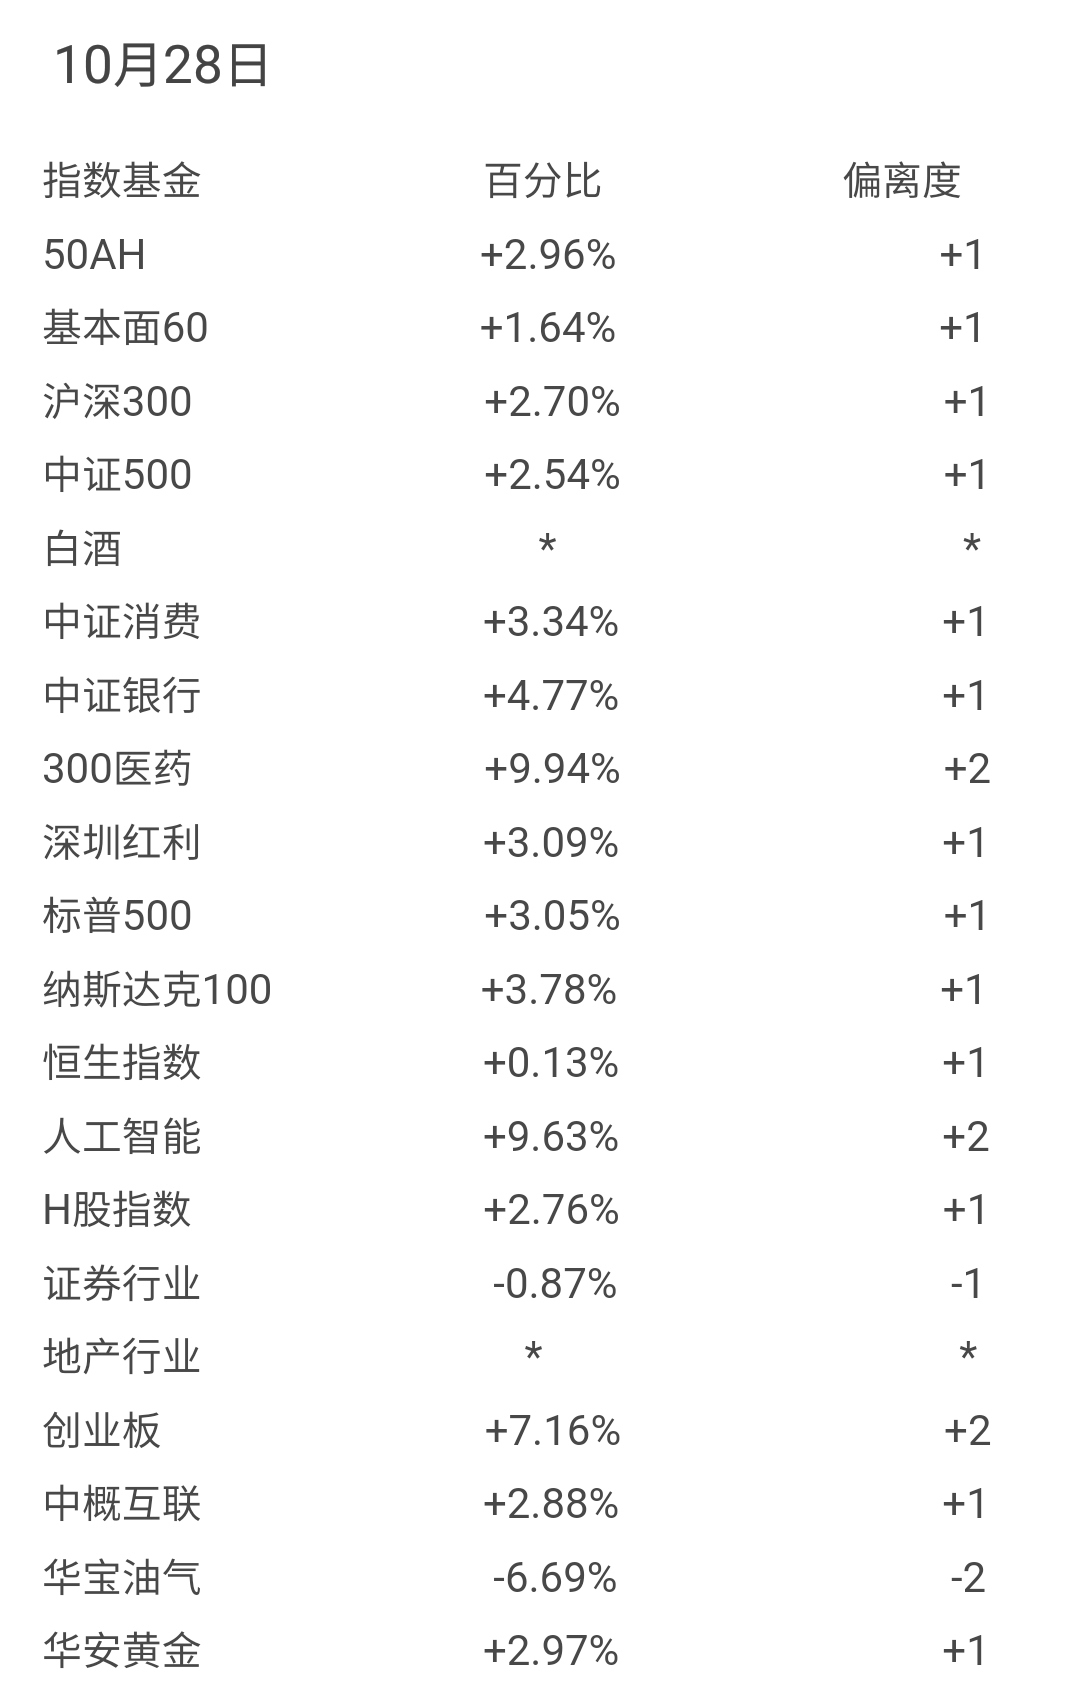 10月28日
指数基金 百分比 偏离度
50AH +2.96% +1
基本面60 +1.64% +1
沪深300 +2.70% +1
中证500 +2.54% +1
白酒 * *
中证消费 +3.34% +1
中证银行 +4.77% +1
300医药 +9.94% +2
深圳红利 +3.09% +1
标普500 +3.05% +1
纳斯达克100 +3.78% +1
恒生指数 +0.13% +1
人工智能 +9.63% +2
H股指数 +2.76% +1
证券行业 -0.87% -1
地产行业 * *
创业板 +7.16% +2
中概互联 +2.88% +1
华宝油气 -6.69% -2
华安黄金 +2.97% +1